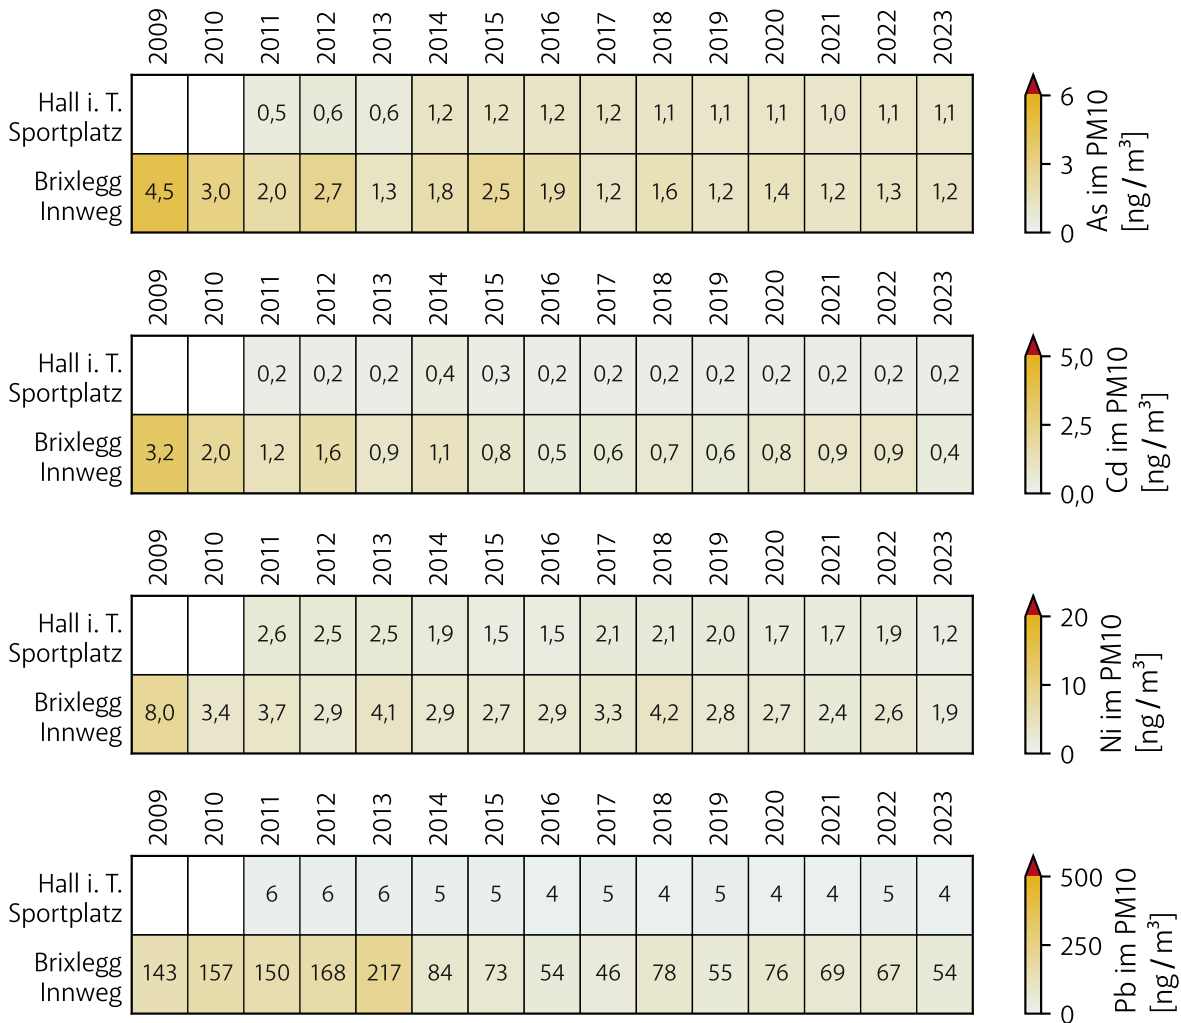 2009 2010 2011 2012 2013 2014 2015 2016 2017 2018 2019 2020 2021 2022 2023
Hall i. T.
Sportplatz
0,5 0,6 0,6 1,2 1,2 1,2 1,2 1,1 1,1 1,1 1,0 1,1 1,1
Brixlegg
Innweg
4,5 3,0 2,0 2,7 1,3 1,8 2,5 1,9 1,2 1,6 1,2 1,4 1,2 1,3 1,2
6
3
0
As im PM10
[ng/m³]
2009 2010 2011 2012 2013 2014 2015 2016 2017 2018 2019 2020 2021 2022 2023
Hall i. T.
Sportplatz
0,2 0,2 0,2 0,4 0,3 0,2 0,2 0,2 0,2 0,2 0,2 0,2 0,2
Brixlegg
Innweg
3,2 2,0 1,2 1,6 0,9 1,1 0,8 0,5 0,6 0,7 0,6 0,8 0,9 0,9 0,4
5,0
2,5
0,0
Cd im PM10
[ng/m³]
2009 2010 2011 2012 2013 2014 2015 2016 2017 2018 2019 2020 2021 2022 2023
Hall i. T.
Sportplatz
2,6 2,5 2,5 1,9 1,5 1,5 2,1 2,1 2,0 1,7 1,7 1,9 1,2
Brixlegg
Innweg
8,0 3,4 3,7 2,9 4,1 2,9 2,7 2,9 3,3 4,2 2,8 2,7 2,4 2,6 1,9
20
10
0
Ni im PM10
[ng/m³]
2009 2010 2011 2012 2013 2014 2015 2016 2017 2018 2019 2020 2021 2022 2023
Hall i. T.
Sportplatz
6 6 6 5 5 4 5 4 5 4 4 5 4
Brixlegg
Innweg
143 157 150 168 217 84 73 54 46 78 55 76 69 67 54
500
250
0
Pb im PM10
[ng/m³]